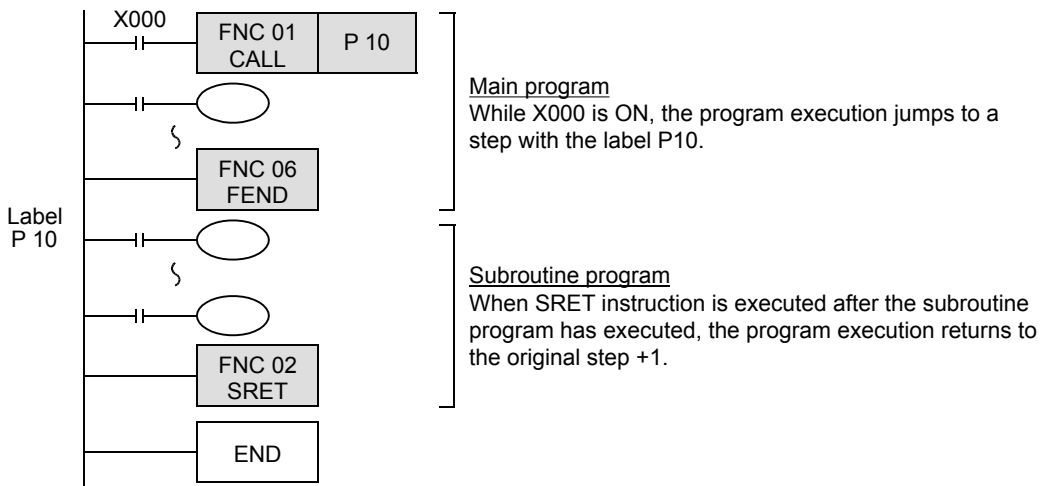 X000
FNC 01
CALL
P 10
Main program
While X000 is ON, the program execution jumps to a
step with the label P10.
FNC 06
FEND
Label
P 10
Subroutine program
When SRET instruction is executed after the subroutine
program has executed, the program execution returns to
the original step +1.
FNC 02
SRET
END